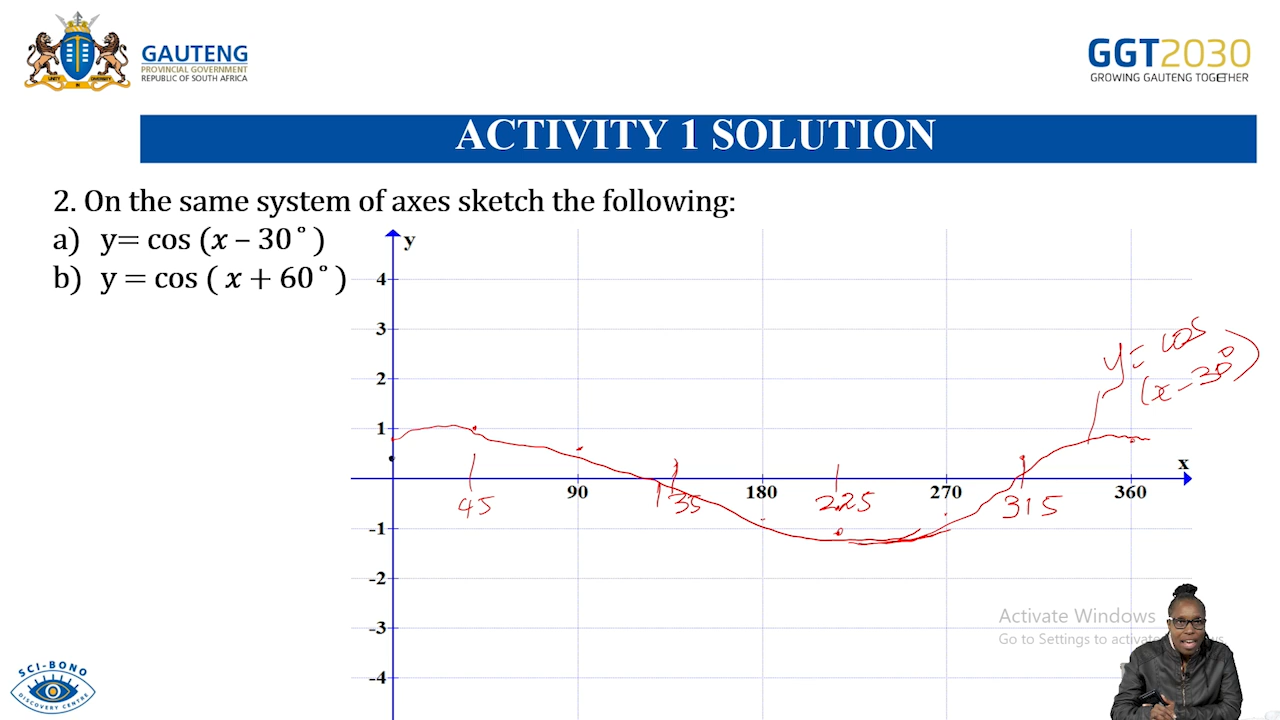 GAUTENG
PROVINCIAL GOVERNMENT
REPUBLIC OF SOUTH AFRICA
UNITY IN DIVERSITY
GGT2030
GROWING GAUTENG TOGETHER
ACTIVITY 1 SOLUTION
2. On the same system of axes sketch the following:
a) y= cos (x – 30°)
b) y = cos ( x + 60°)
y
4
3
2
1
-1
-2
-3
-4
x
45
90
135
180
225
270
315
360
y = cos
(x - 30°)
Activate Windows
Go to Settings to activate
SCI-BONO
DISCOVERY CENTRE